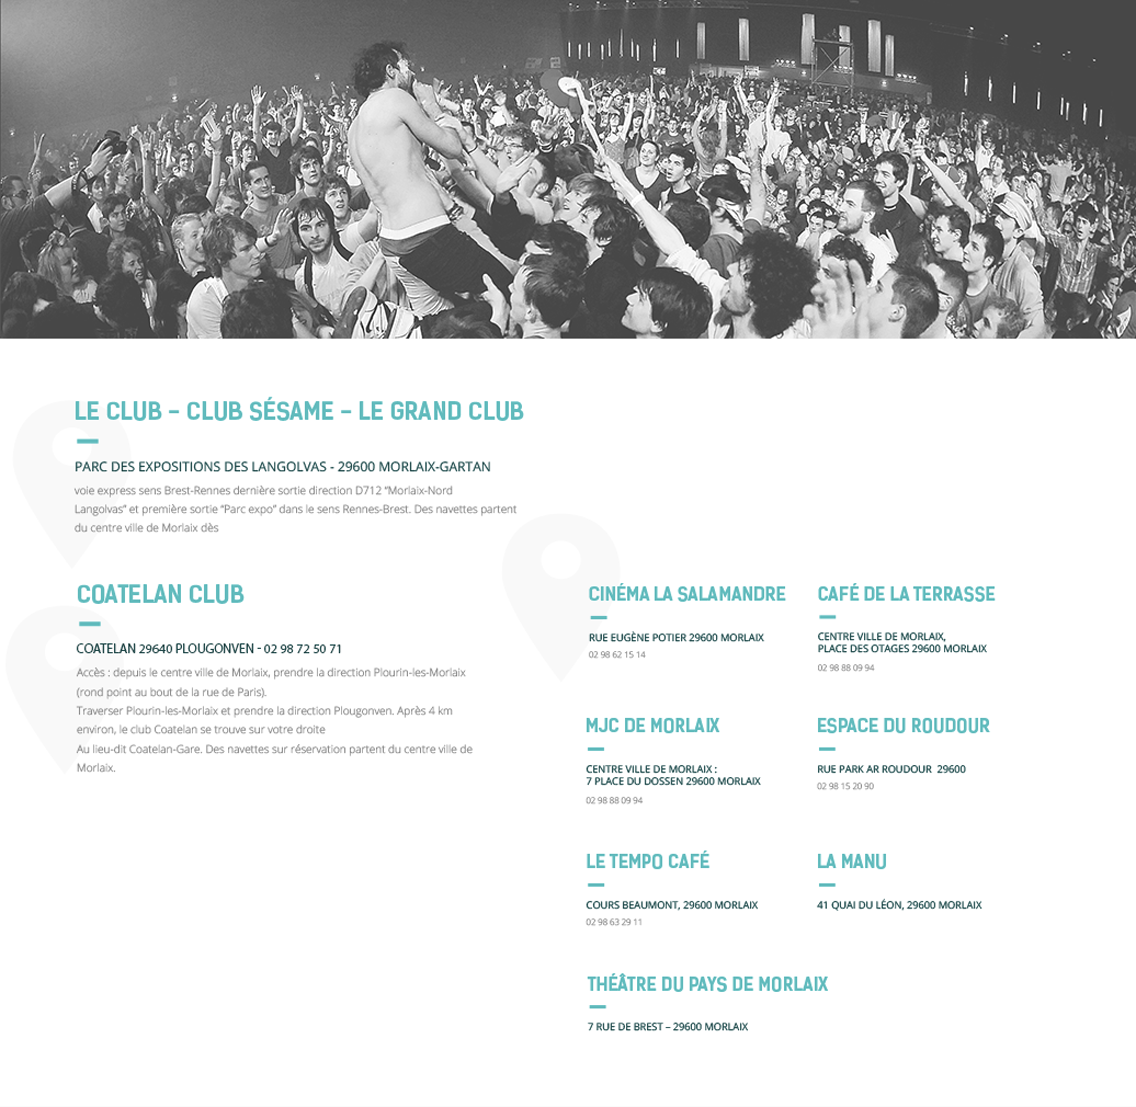 LE CLUB – CLUB SÉSAME – LE GRAND CLUB
PARC DES EXPOSITIONS DES LANGOLVAS - 29600 MORLAIX-GARTAN
voie express sens Brest-Rennes dernière sortie direction D712 “Morlaix-Nord
Langolvas” et première sortie “Parc expo” dans le sens Rennes-Brest. Des navettes partent
du centre ville de Morlaix dès
COATELAN CLUB
COATELAN 29640 PLOUGONVEN - 02 98 72 50 71
Accès : depuis le centre ville de Morlaix, prendre la direction Plourin-les-Morlaix
(rond point au bout de la rue de Paris).
Traverser Plourin-les-Morlaix et prendre la direction Plougonven. Après 4 km
environ, le club Coatelan se trouve sur votre droite
Au lieu-dit Coatelan-Gare. Des navettes sur réservation partent du centre ville de
Morlaix.
CINÉMA LA SALAMANDRE
RUE EUGÈNE POTIER 29600 MORLAIX
02 98 62 15 14
CAFÉ DE LA TERRASSE
CENTRE VILLE DE MORLAIX,
PLACE DES OTAGES 29600 MORLAIX
02 98 88 09 94
MJC DE MORLAIX
CENTRE VILLE DE MORLAIX :
7 PLACE DU DOSSEN 29600 MORLAIX
02 98 88 09 94
ESPACE DU ROUDOUR
RUE PARK AR ROUDOUR 29600
02 98 15 20 90
LE TEMPO CAFÉ
COURS BEAUMONT, 29600 MORLAIX
02 98 63 29 11
LA MANU
41 QUAI DU LÉON, 29600 MORLAIX
THÉÂTRE DU PAYS DE MORLAIX
7 RUE DE BREST – 29600 MORLAIX